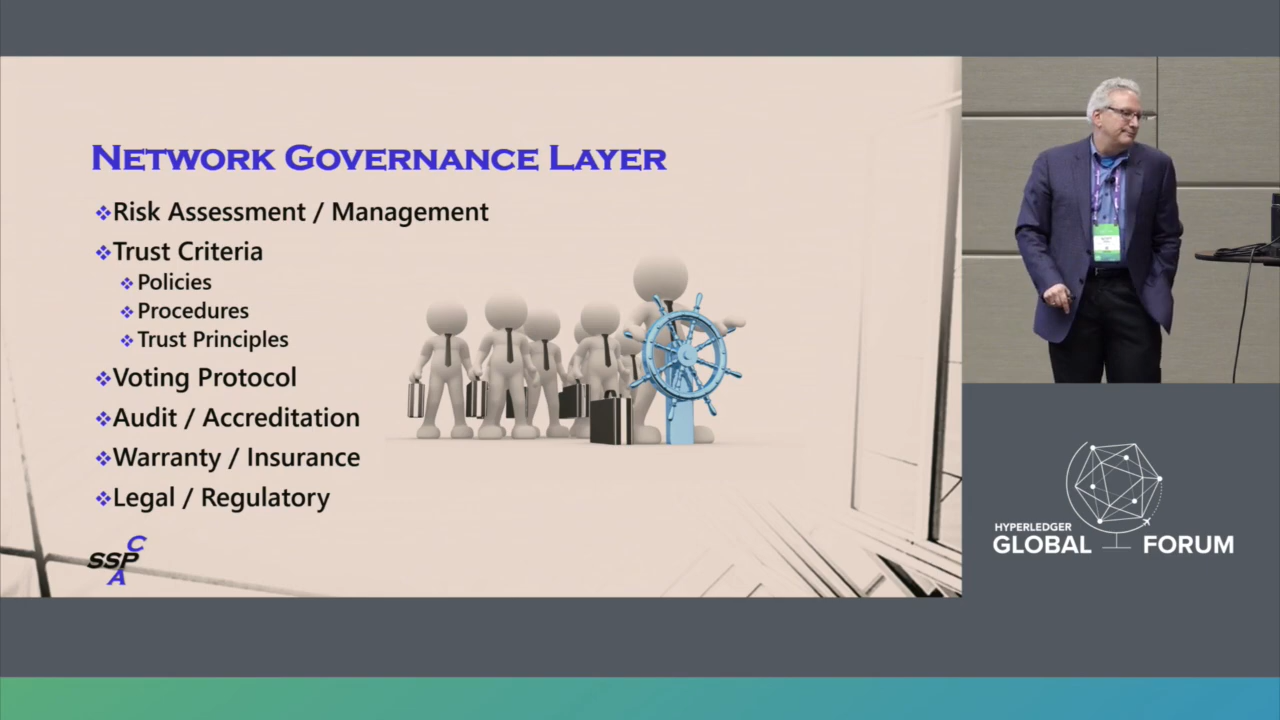 NETWORK GOVERNANCE LAYER
Risk Assessment / Management
Trust Criteria
Policies
Procedures
Trust Principles
Voting Protocol
Audit / Accreditation
Warranty / Insurance
Legal / Regulatory
C
SSP
A
HYPERLEDGER
GLOBAL FORUM